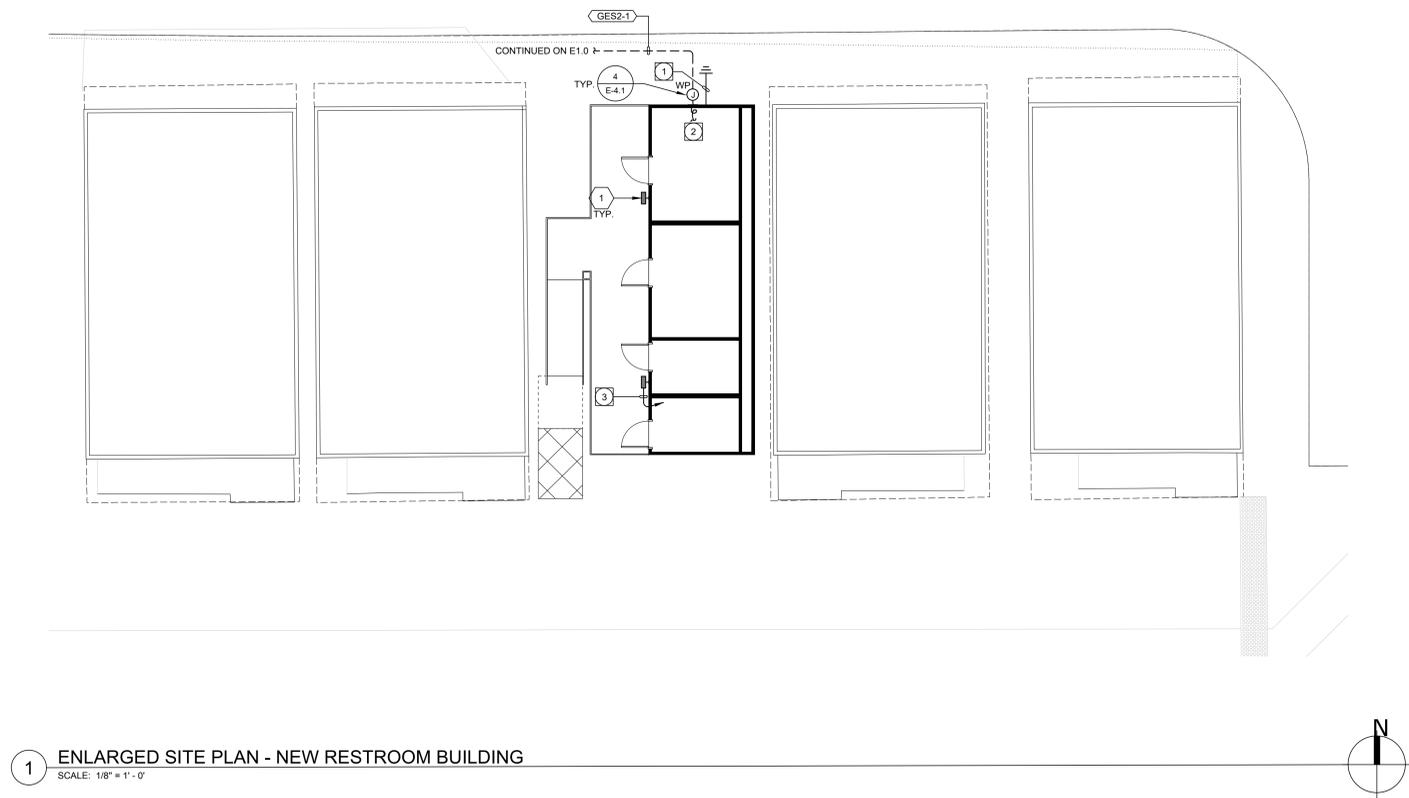 GES2-1
CONTINUED ON E1.0
1
4
E-4.1
TYP.
WP
J
2
1
TYP.
3
N
1
ENLARGED SITE PLAN - NEW RESTROOM BUILDING
SCALE: 1/8" = 1' - 0'